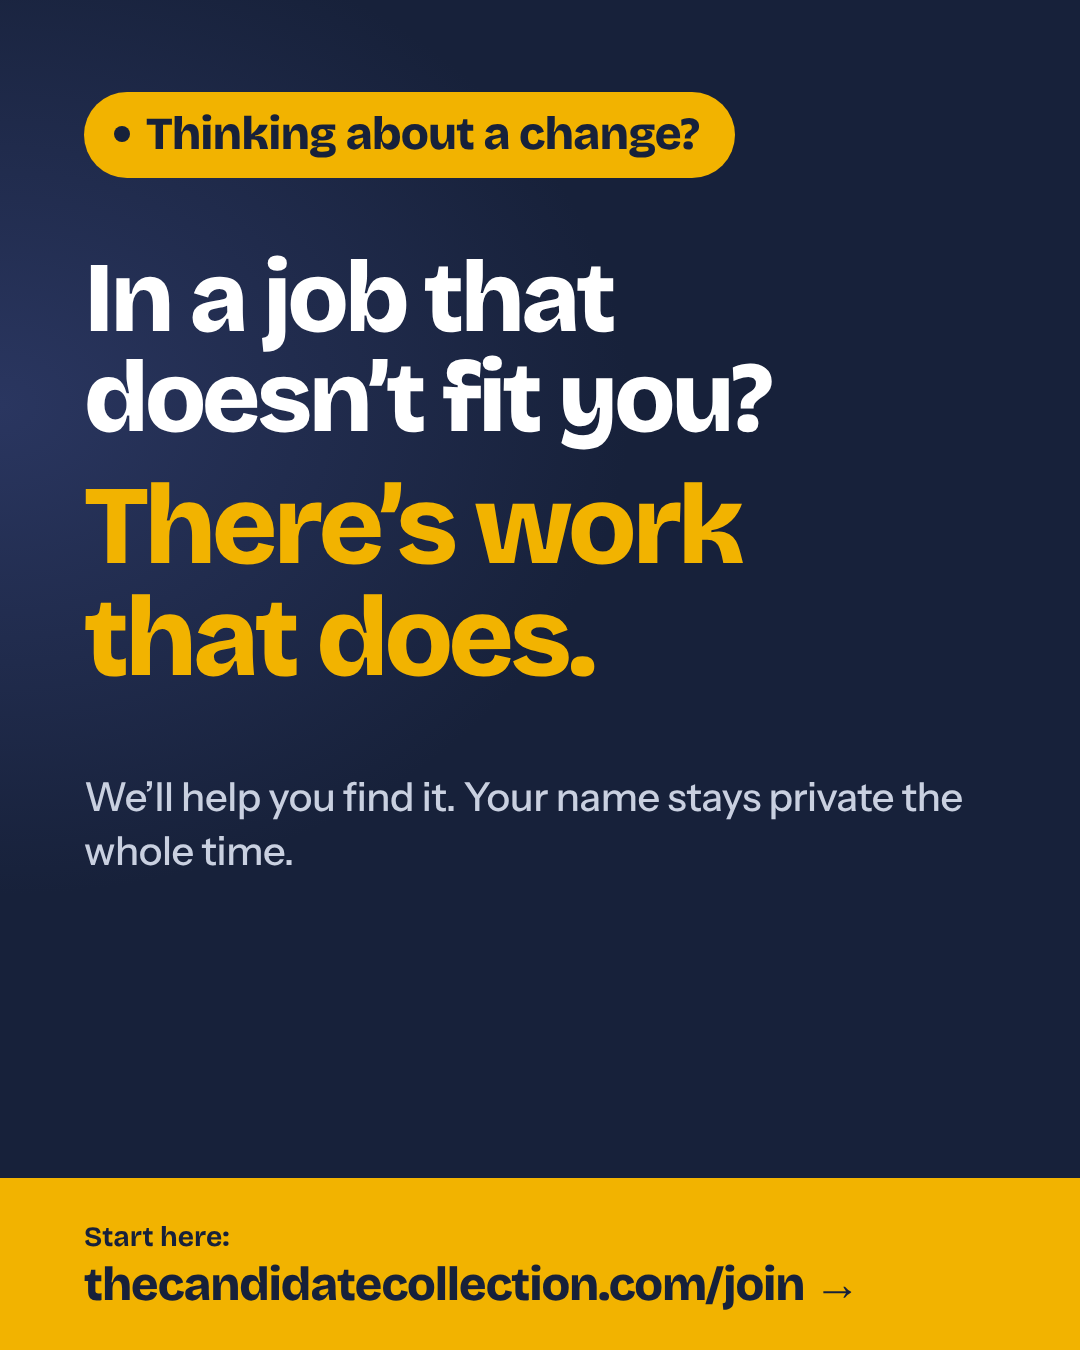 • Thinking about a change?
In a job that
doesn’t fit you?
There’s work
that does.
We’ll help you find it. Your name stays private the
whole time.
Start here:
thecandidatecollection.com/join →